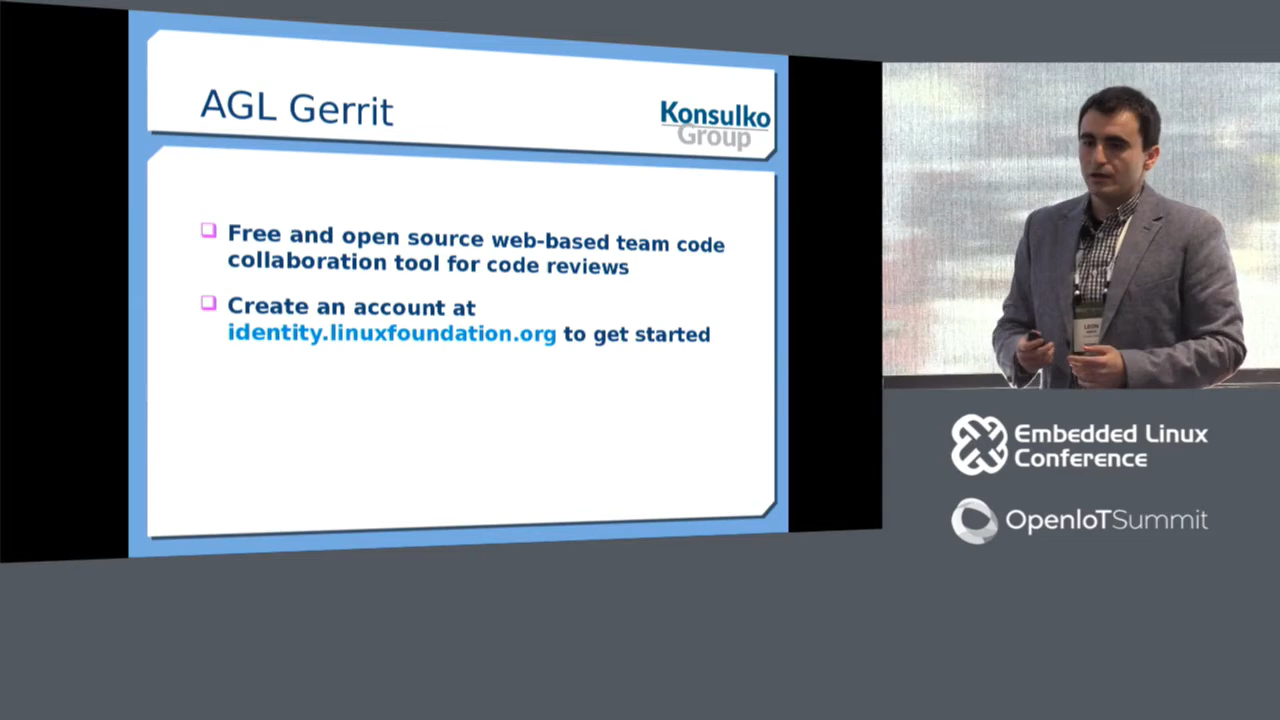 AGL Gerrit
Konsulko
Group
Free and open source web-based team code
collaboration tool for code reviews
Create an account at
identity.linuxfoundation.org to get started
LEON
Embedded Linux
Conference
OpenIoTSummit